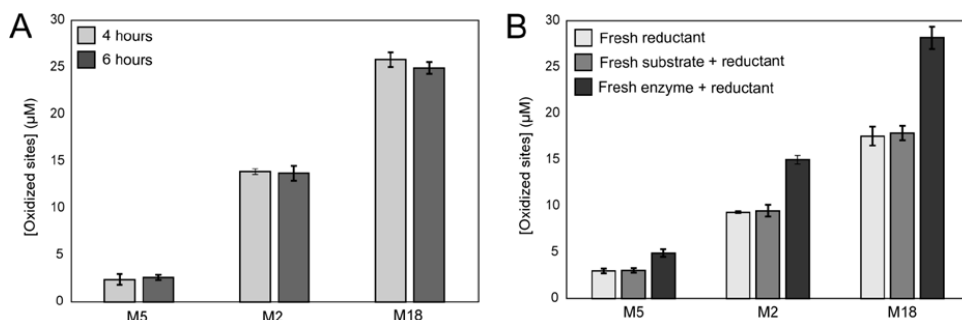 A
4 hours
6 hours
[Oxidized sites] (µM)
30
25
20
15
10
5
0
M5
M2
M18
B
Fresh reductant
Fresh substrate + reductant
Fresh enzyme + reductant
[Oxidized sites] (µM)
30
25
20
15
10
5
0
M5
M2
M18